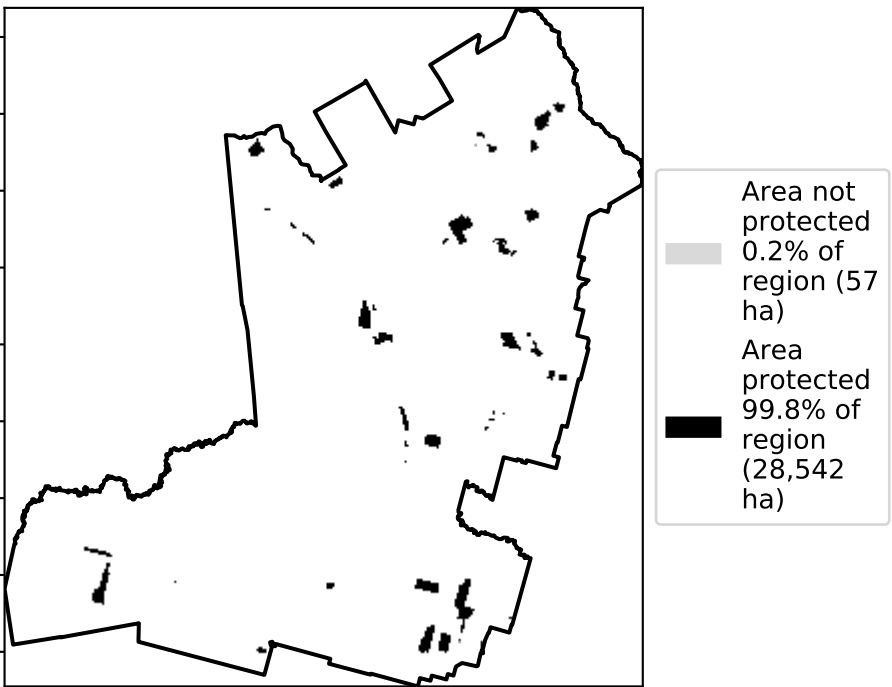 Area not
protected
0.2% of
region (57
ha)
Area
protected
99.8% of
region
(28,542
ha)